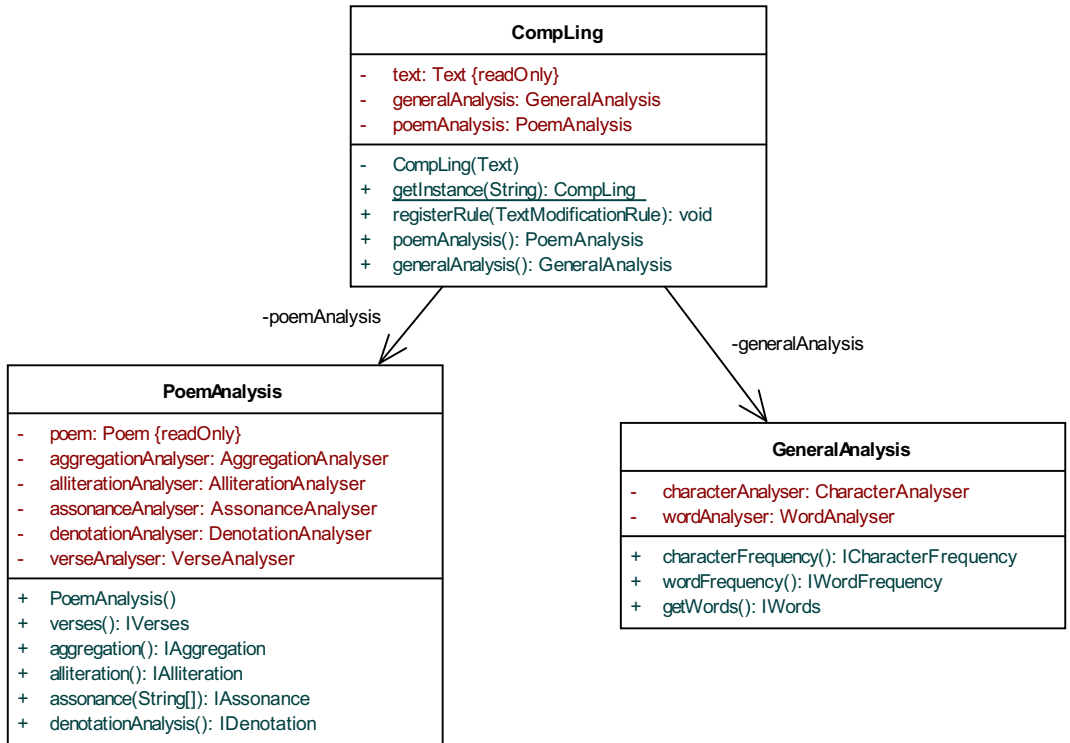 CompLing
- text: Text {readOnly}
- generalAnalysis: GeneralAnalysis
- poemAnalysis: PoemAnalysis
- CompLing(Text)
+ getInstance(String): CompLing
+ registerRule(TextModificationRule): void
+ poemAnalysis(): PoemAnalysis
+ generalAnalysis(): GeneralAnalysis
-poemAnalysis
-generalAnalysis
PoemAnalysis
- poem: Poem {readOnly}
- aggregationAnalyser: AggregationAnalyser
- alliterationAnalyser: AlliterationAnalyser
- assonanceAnalyser: AssonanceAnalyser
- denotationAnalyser: DenotationAnalyser
- verseAnalyser: VerseAnalyser
+ PoemAnalysis()
+ verses(): IVerses
+ aggregation(): IAggregation
+ alliteration(): IAlliteration
+ assonance(String[]): IAssonance
+ denotationAnalysis(): IDenotation
GeneralAnalysis
- characterAnalyser: CharacterAnalyser
- wordAnalyser: WordAnalyser
+ characterFrequency(): ICharacterFrequency
+ wordFrequency(): IWordFrequency
+ getWords(): IWords